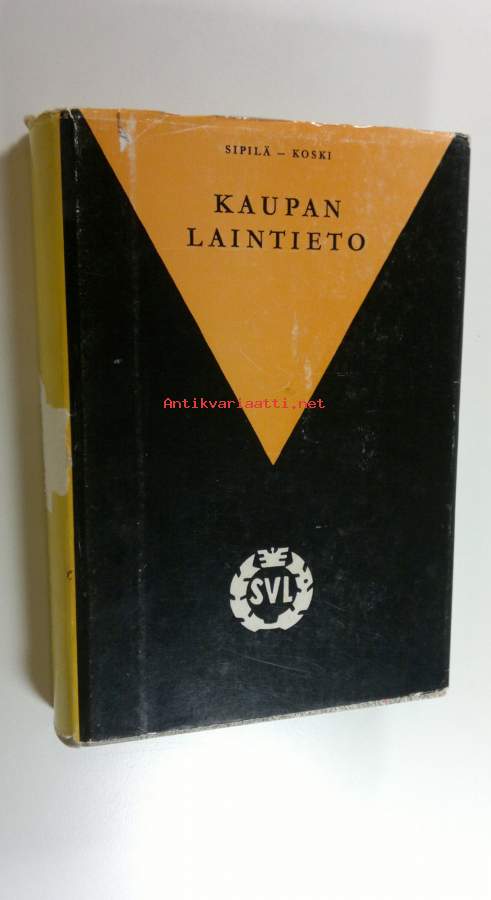 SIPILÄ – KOSKI
KAUPAN
LAINTIETO
Antikvariaatti.net
SVL